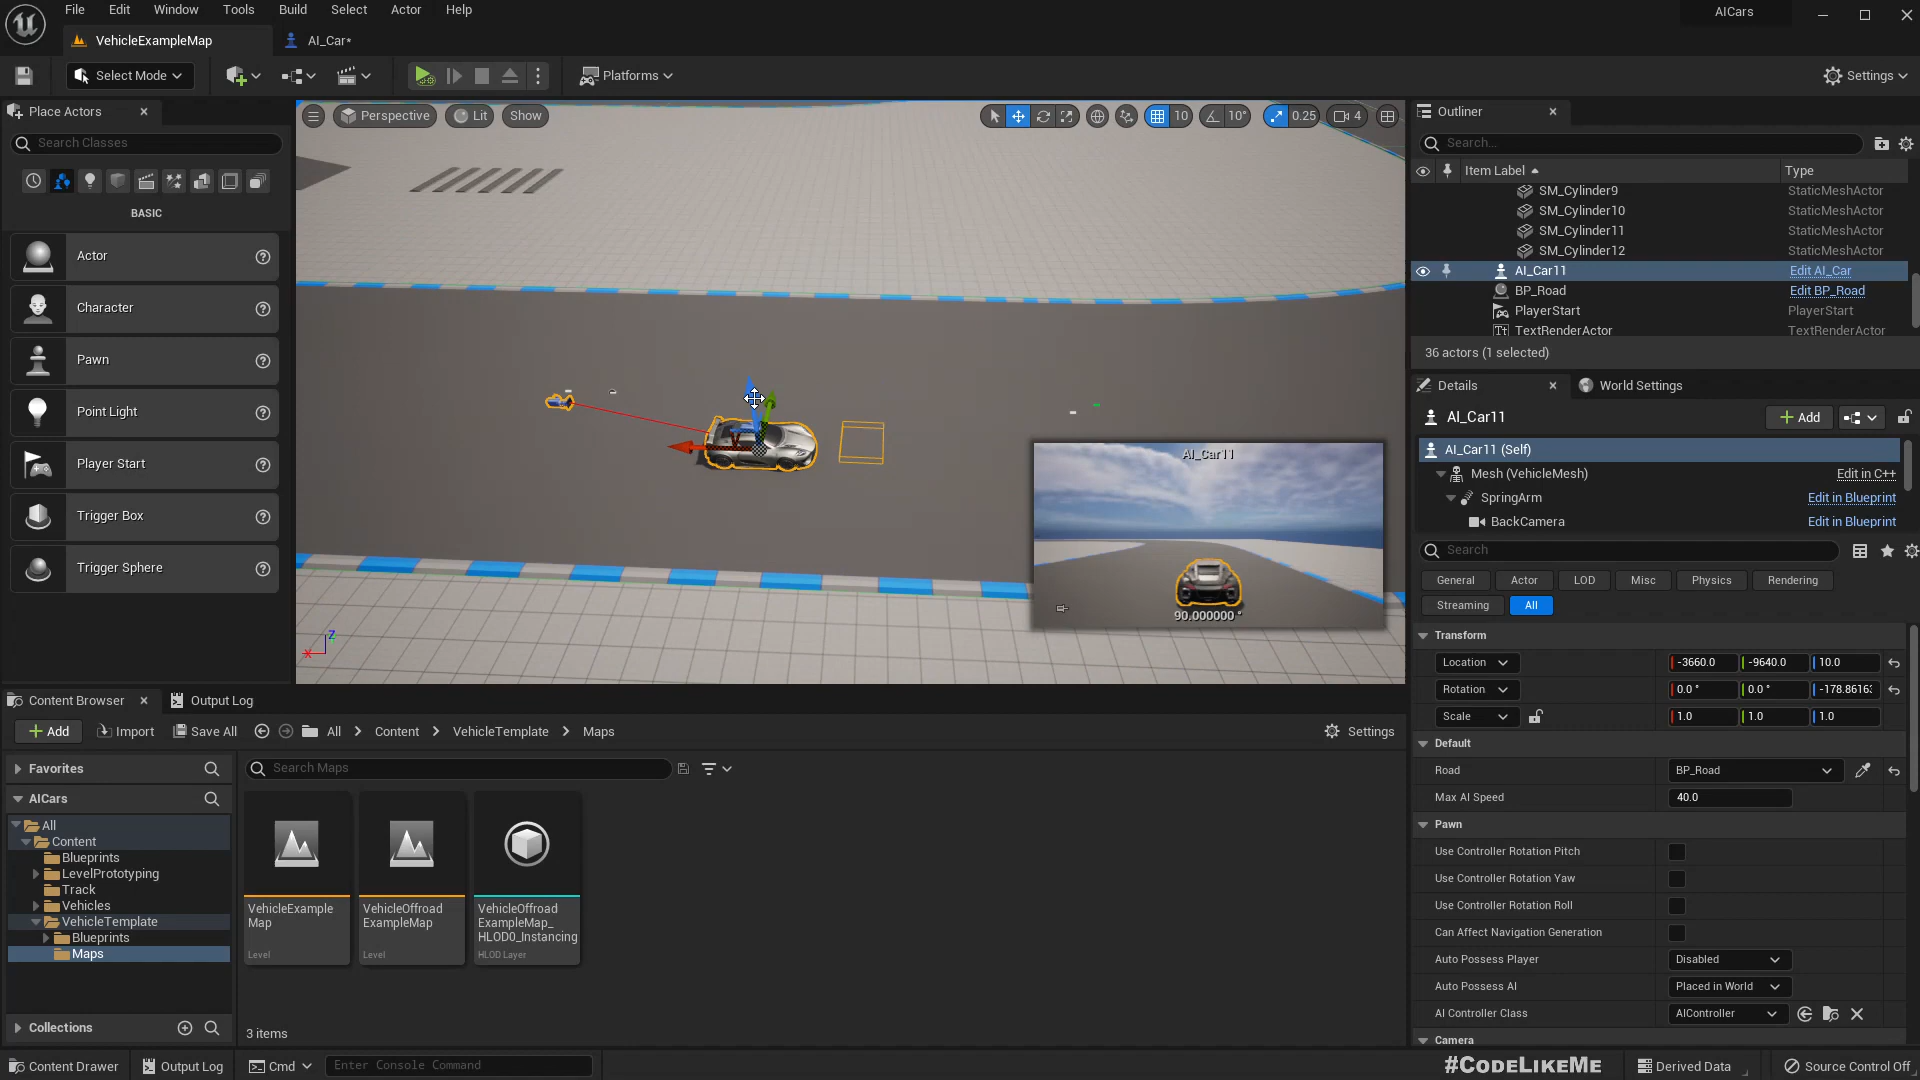 File Edit Window Tools Build Select Actor Help
AICars
VehicleExampleMap
AI_Car*
Select Mode
Platforms
Settings
Place Actors
Search Classes
BASIC
Actor
Character
Pawn
Point Light
Player Start
Trigger Box
Trigger Sphere
Perspective
Lit
Show
10
10°
0.25
4
AI_Car11
90.000000 °
X
Z
Outliner
Search...
Item Label
Type
SM_Cylinder9 StaticMeshActor
SM_Cylinder10 StaticMeshActor
SM_Cylinder11 StaticMeshActor
SM_Cylinder12 StaticMeshActor
AI_Car11 Edit AI_Car
BP_Road Edit BP_Road
PlayerStart PlayerStart
TextRenderActor TextRenderActor
36 actors (1 selected)
Details
World Settings
AI_Car11
Add
AI_Car11 (Self)
Mesh (VehicleMesh) Edit in C++
SpringArm Edit in Blueprint
BackCamera Edit in Blueprint
Search
General Actor LOD Misc Physics Rendering
Streaming All
Transform
Location -3660.0 -9640.0 10.0
Rotation 0.0 ° 0.0 ° -178.8616
Scale 1.0 1.0 1.0
Default
Road BP_Road
Max AI Speed 40.0
Pawn
Use Controller Rotation Pitch
Use Controller Rotation Yaw
Use Controller Rotation Roll
Can Affect Navigation Generation
Auto Possess Player Disabled
Auto Possess AI Placed in World
AI Controller Class AIController
Camera
Content Browser
Output Log
Add
Import
Save All
All
Content
VehicleTemplate
Maps
Settings
Favorites
AICars
All
Content
Blueprints
LevelPrototyping
Track
Vehicles
VehicleTemplate
Blueprints
Maps
Collections
Search Maps
VehicleExample
Map
Level
VehicleOffroad
ExampleMap
Level
VehicleOffroad
ExampleMap_
HLOD0_Instancing
HLOD Layer
3 items
Content Drawer
Output Log
Cmd
Enter Console Command
#CODELIKEME
Derived Data
Source Control Off